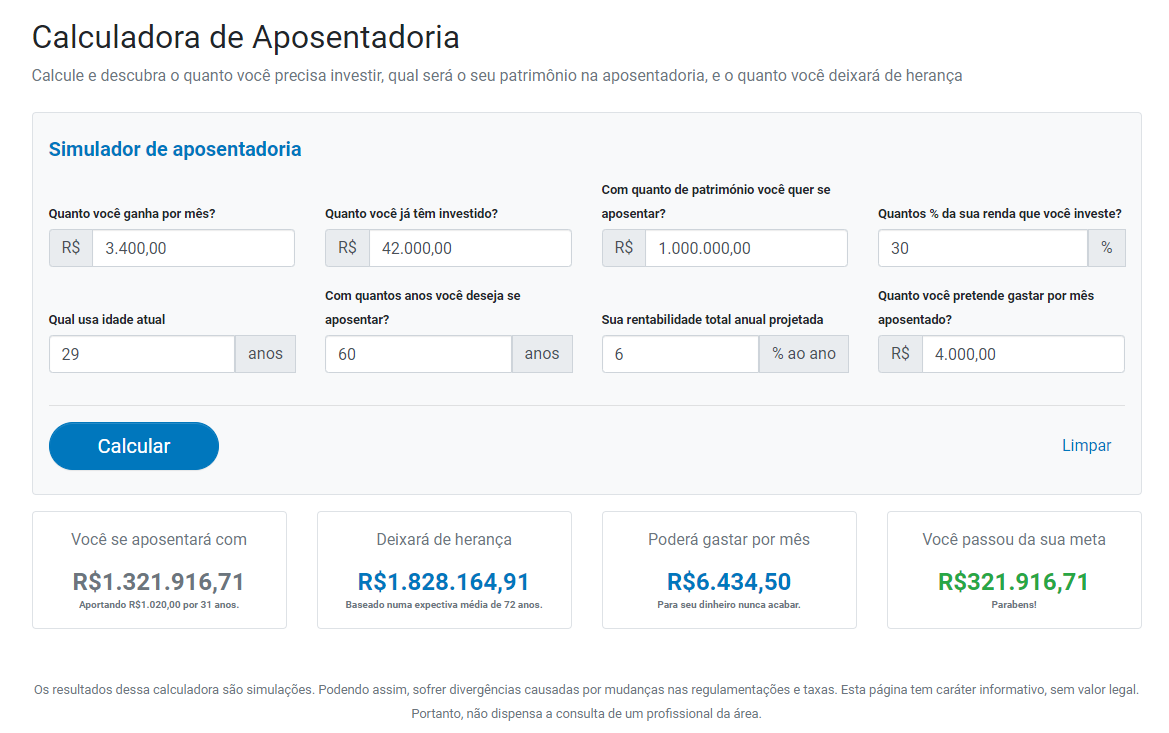 Calculadora de Aposentadoria
Calcule e descubra o quanto você precisa investir, qual será o seu patrimônio na aposentadoria, e o quanto você deixará de herança
Simulador de aposentadoria
Quanto você ganha por mês?
R$ 3.400,00
Quanto você já têm investido?
R$ 42.000,00
Com quanto de património você quer se
aposentar?
R$ 1.000.000,00
Quantos % da sua renda que você investe?
30 %
Qual usa idade atual
29 anos
Com quantos anos você deseja se
aposentar?
60 anos
Sua rentabilidade total anual projetada
6 % ao ano
Quanto você pretende gastar por mês
aposentado?
R$ 4.000,00
Calcular
Limpar
Você se aposentará com
R$1.321.916,71
Aportando R$1.020,00 por 31 anos.
Deixará de herança
R$1.828.164,91
Baseado numa expectiva média de 72 anos.
Poderá gastar por mês
R$6.434,50
Para seu dinheiro nunca acabar.
Você passou da sua meta
R$321.916,71
Parabens!
Os resultados dessa calculadora são simulações. Podendo assim, sofrer divergências causadas por mudanças nas regulamentações e taxas. Esta página tem caráter informativo, sem valor legal.
Portanto, não dispensa a consulta de um profissional da área.